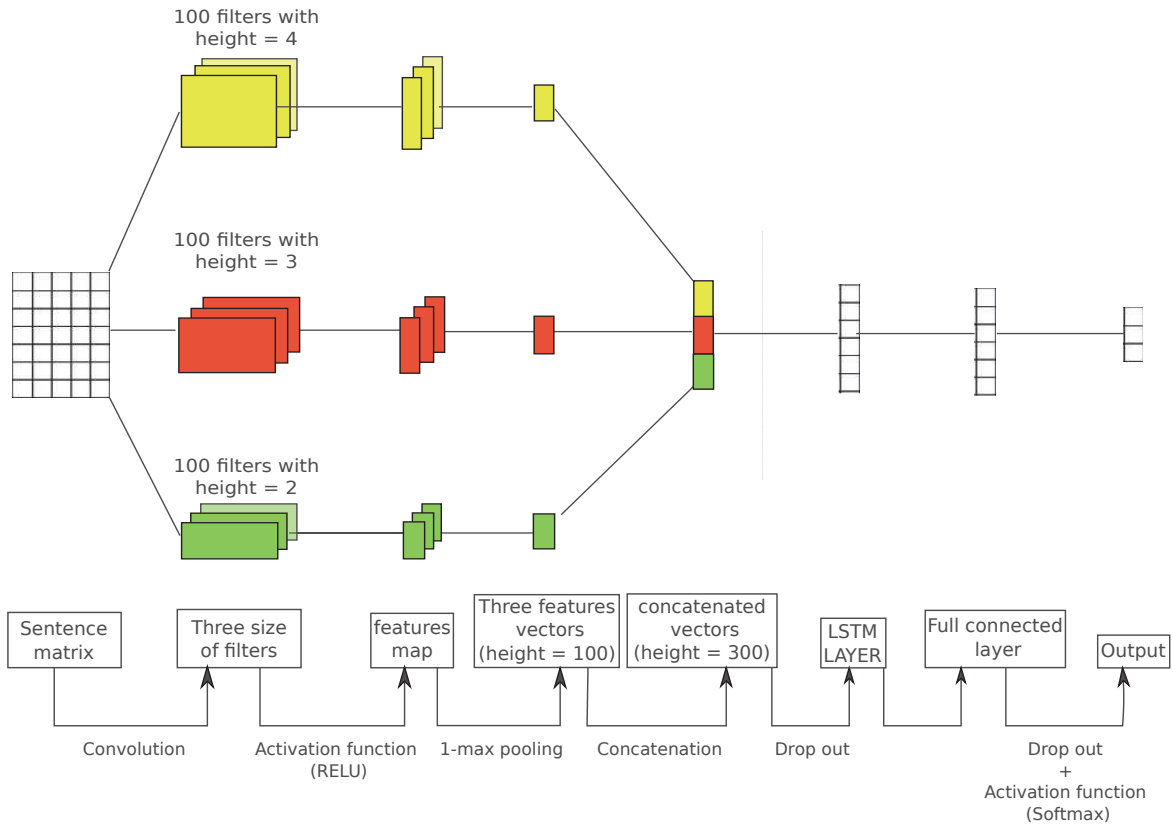 100 filters with
height = 4
100 filters with
height = 3
100 filters with
height = 2
Sentence
matrix
Three size
of filters
features
map
Three features
vectors
(height = 100)
concatenated
vectors
(height = 300)
LSTM
LAYER
Full connected
layer
Output
Convolution
Activation function
(RELU)
1-max pooling
Concatenation
Drop out
Drop out
+
Activation function
(Softmax)